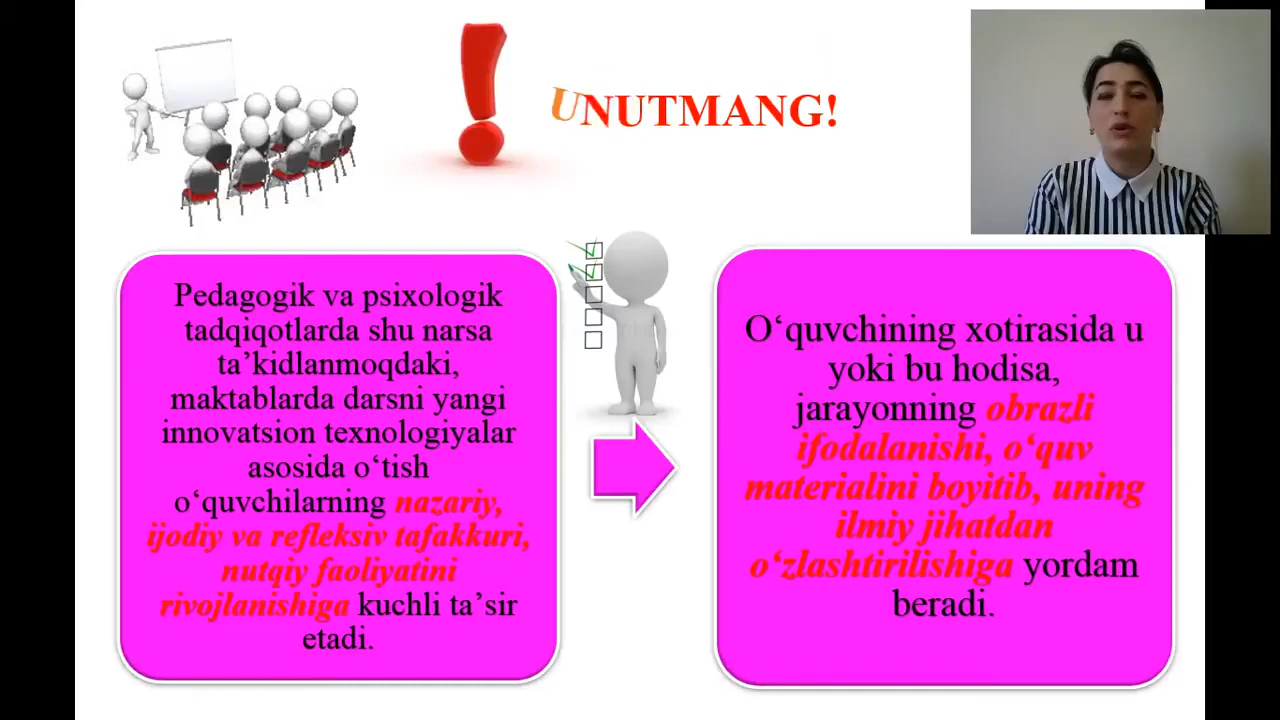 UNUTMANG!
Pedagogik va psixologik
tadqiqotlarda shu narsa
ta’kidlanmoqdaki,
maktablarda darsni yangi
innovatsion texnologiyalar
asosida o‘tish
o‘quvchilarning nazariy,
ijodiy va refleksiv tafakkuri,
nutqiy faoliyatini
rivojlanishiga kuchli ta’sir
etadi.
O‘quvchining xotirasida u
yoki bu hodisa,
jarayonning obrazli
ifodalanishi, o‘quv
materialini boyitib, uning
ilmiy jihatdan
o‘zlashtirilishiga yordam
beradi.